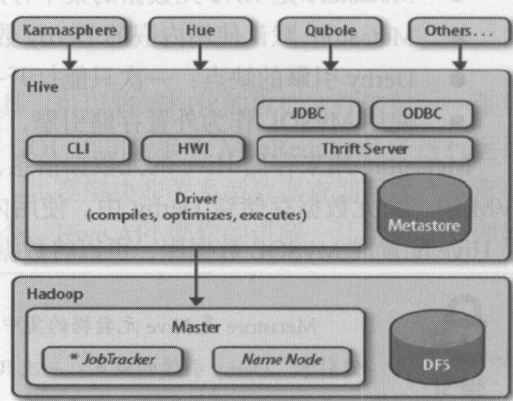 Karmasphere Hue Qubole Others...
Hive
JDBC ODBC
CLI HWI Thrift Server
Driver
(compiles, optimizes, executes)
Metastore
Hadoop
Master
* JobTracker Name Node
DFS